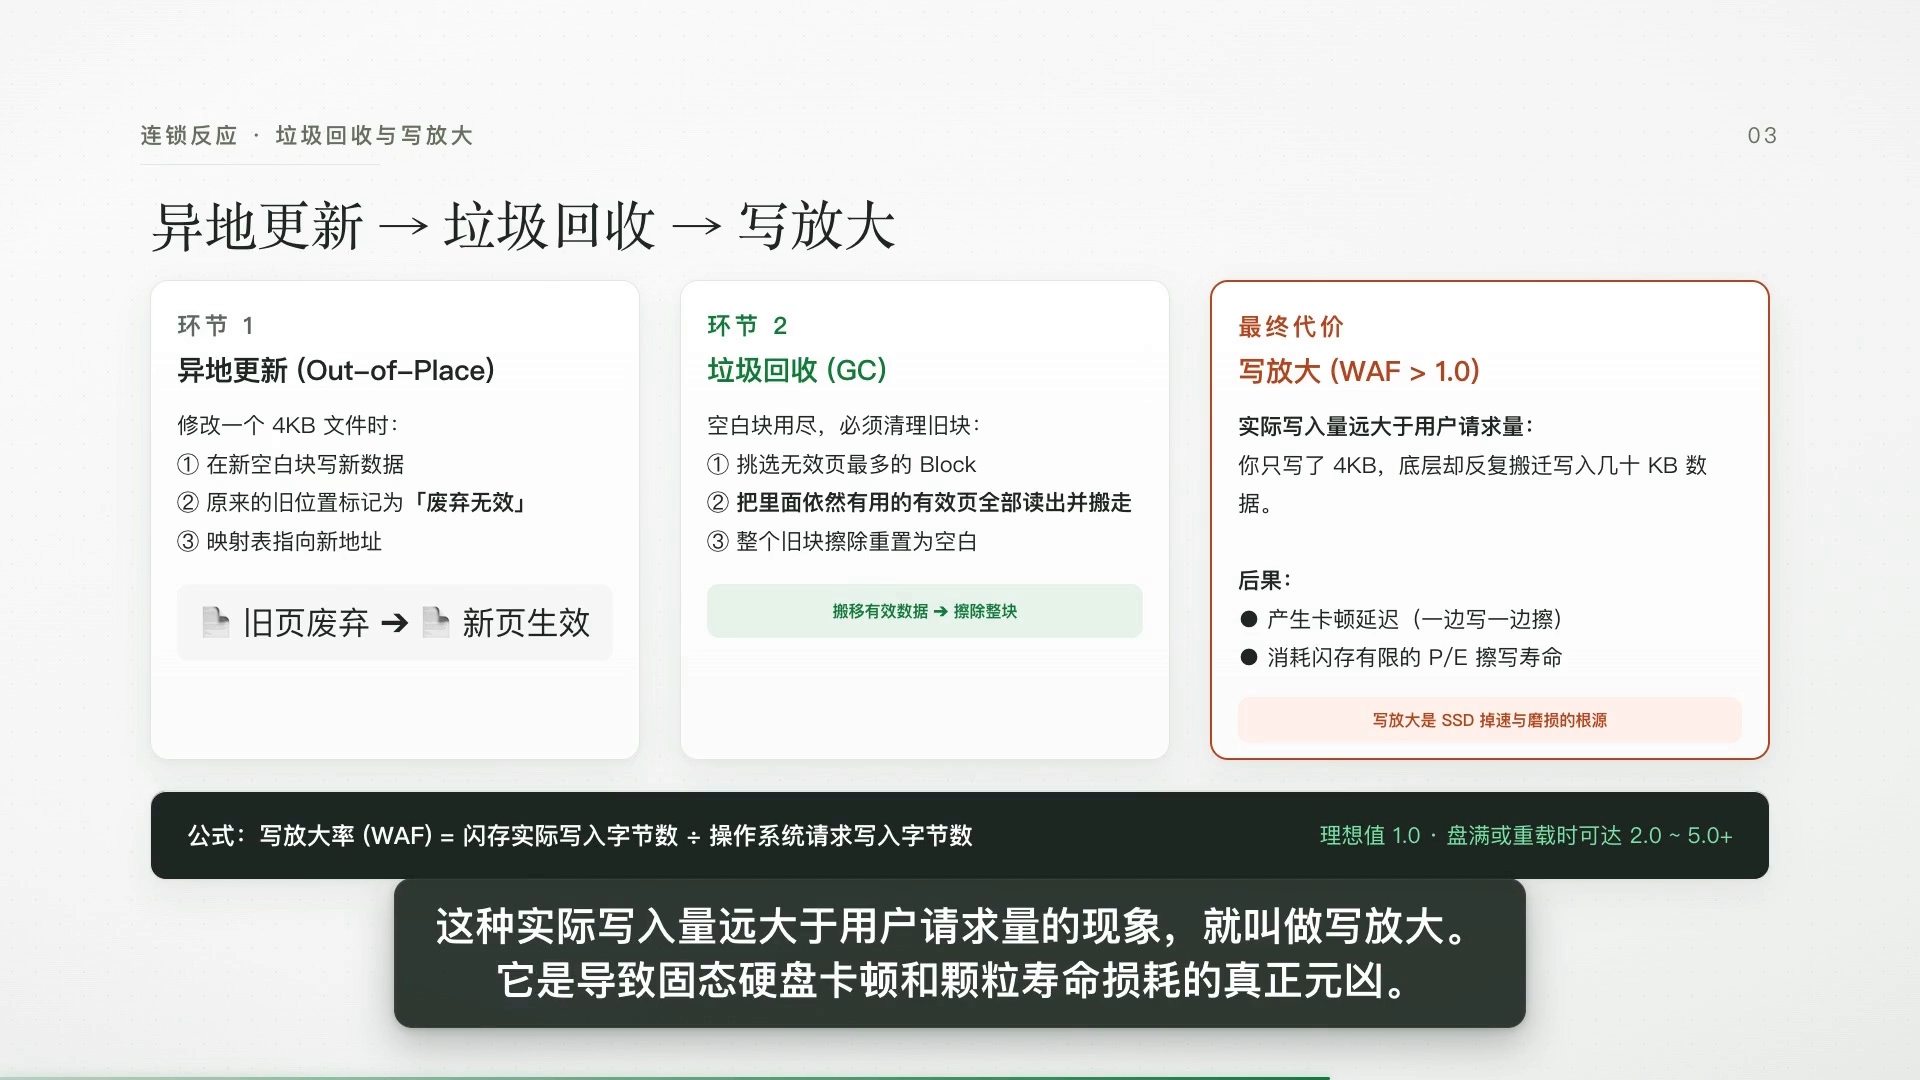 连锁反应 · 垃圾回收与写放大
03
异地更新 → 垃圾回收 → 写放大
环节 1
异地更新 (Out-of-Place)
修改一个 4KB 文件时：
① 在新空白块写新数据
② 原来的旧位置标记为「废弃无效」
③ 映射表指向新地址
旧页废弃 ➔ 新页生效
环节 2
垃圾回收 (GC)
空白块用尽，必须清理旧块：
① 挑选无效页最多的 Block
② 把里面依然有用的有效页全部读出并搬走
③ 整个旧块擦除重置为空白
搬移有效数据 ➔ 擦除整块
最终代价
写放大 (WAF > 1.0)
实际写入量远大于用户请求量：
你只写了 4KB，底层却反复搬迁写入几十 KB 数
据。
后果：
● 产生卡顿延迟（一边写一边擦）
● 消耗闪存有限的 P/E 擦写寿命
写放大是 SSD 掉速与磨损的根源
公式：写放大率 (WAF) = 闪存实际写入字节数 ÷ 操作系统请求写入字节数
理想值 1.0 · 盘满或重载时可达 2.0 ~ 5.0+
这种实际写入量远大于用户请求量的现象，就叫做写放大。
它是导致固态硬盘卡顿和颗粒寿命损耗的真正元凶。